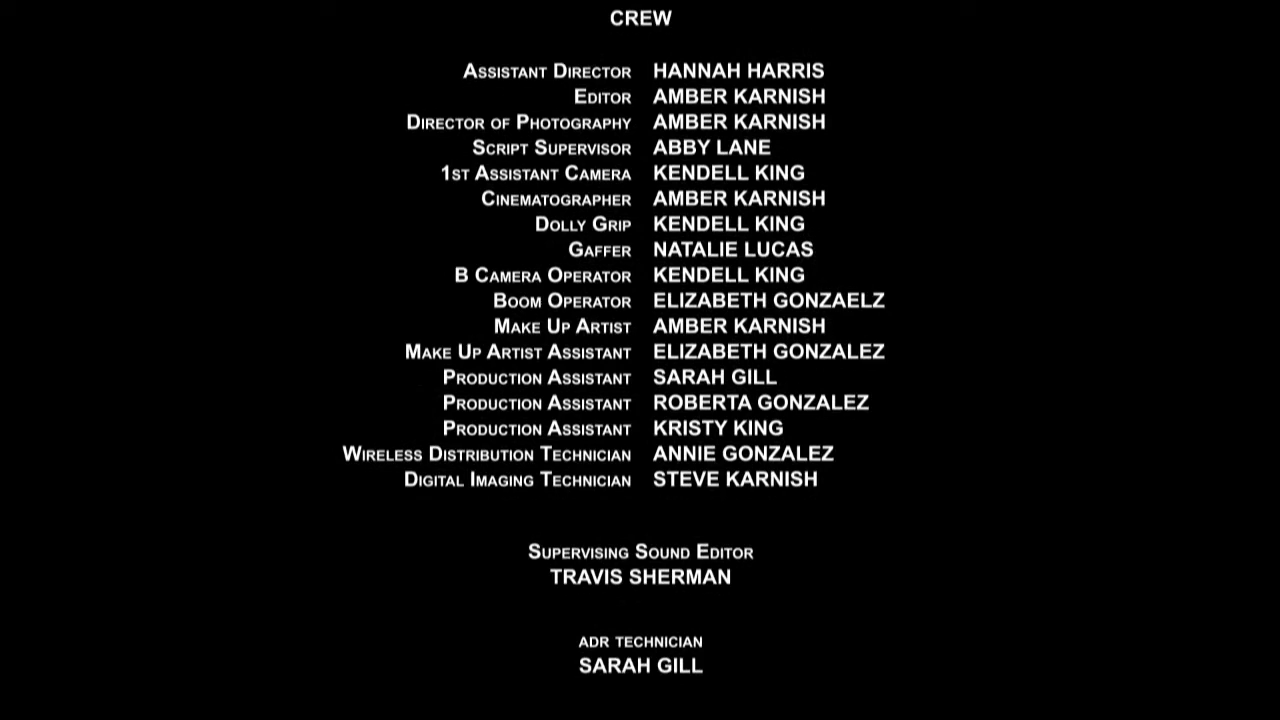 CREW
Assistant Director HANNAH HARRIS
Editor AMBER KARNISH
Director of Photography AMBER KARNISH
Script Supervisor ABBY LANE
1st Assistant Camera KENDELL KING
Cinematographer AMBER KARNISH
Dolly Grip KENDELL KING
Gaffer NATALIE LUCAS
B Camera Operator KENDELL KING
Boom Operator ELIZABETH GONZAELZ
Make Up Artist AMBER KARNISH
Make Up Artist Assistant ELIZABETH GONZALEZ
Production Assistant SARAH GILL
Production Assistant ROBERTA GONZALEZ
Production Assistant KRISTY KING
Wireless Distribution Technician ANNIE GONZALEZ
Digital Imaging Technician STEVE KARNISH
Supervising Sound Editor
TRAVIS SHERMAN
ADR TECHNICIAN
SARAH GILL